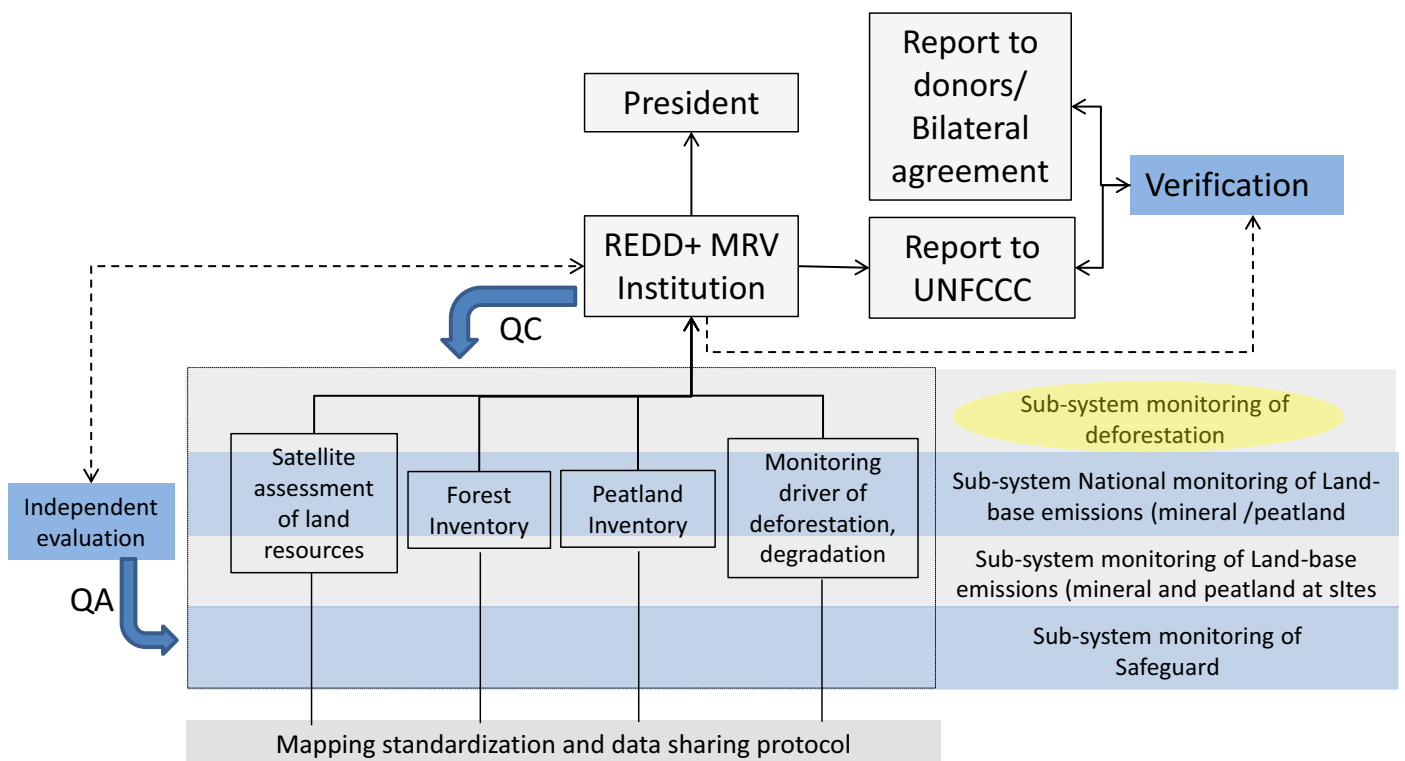 Report to
donors/
Bilateral
agreement
President
Verification
REDD+ MRV
Institution
Report to
UNFCCC
QC
Sub-system monitoring of
deforestation
Satellite
assessment
of land
resources
Forest
Inventory
Peatland
Inventory
Monitoring
driver of
deforestation,
degradation
Sub-system National monitoring of Land-
base emissions (mineral /peatland
Independent
evaluation
Sub-system monitoring of Land-base
emissions (mineral and peatland at sItes
QA
Sub-system monitoring of
Safeguard
Mapping standardization and data sharing protocol